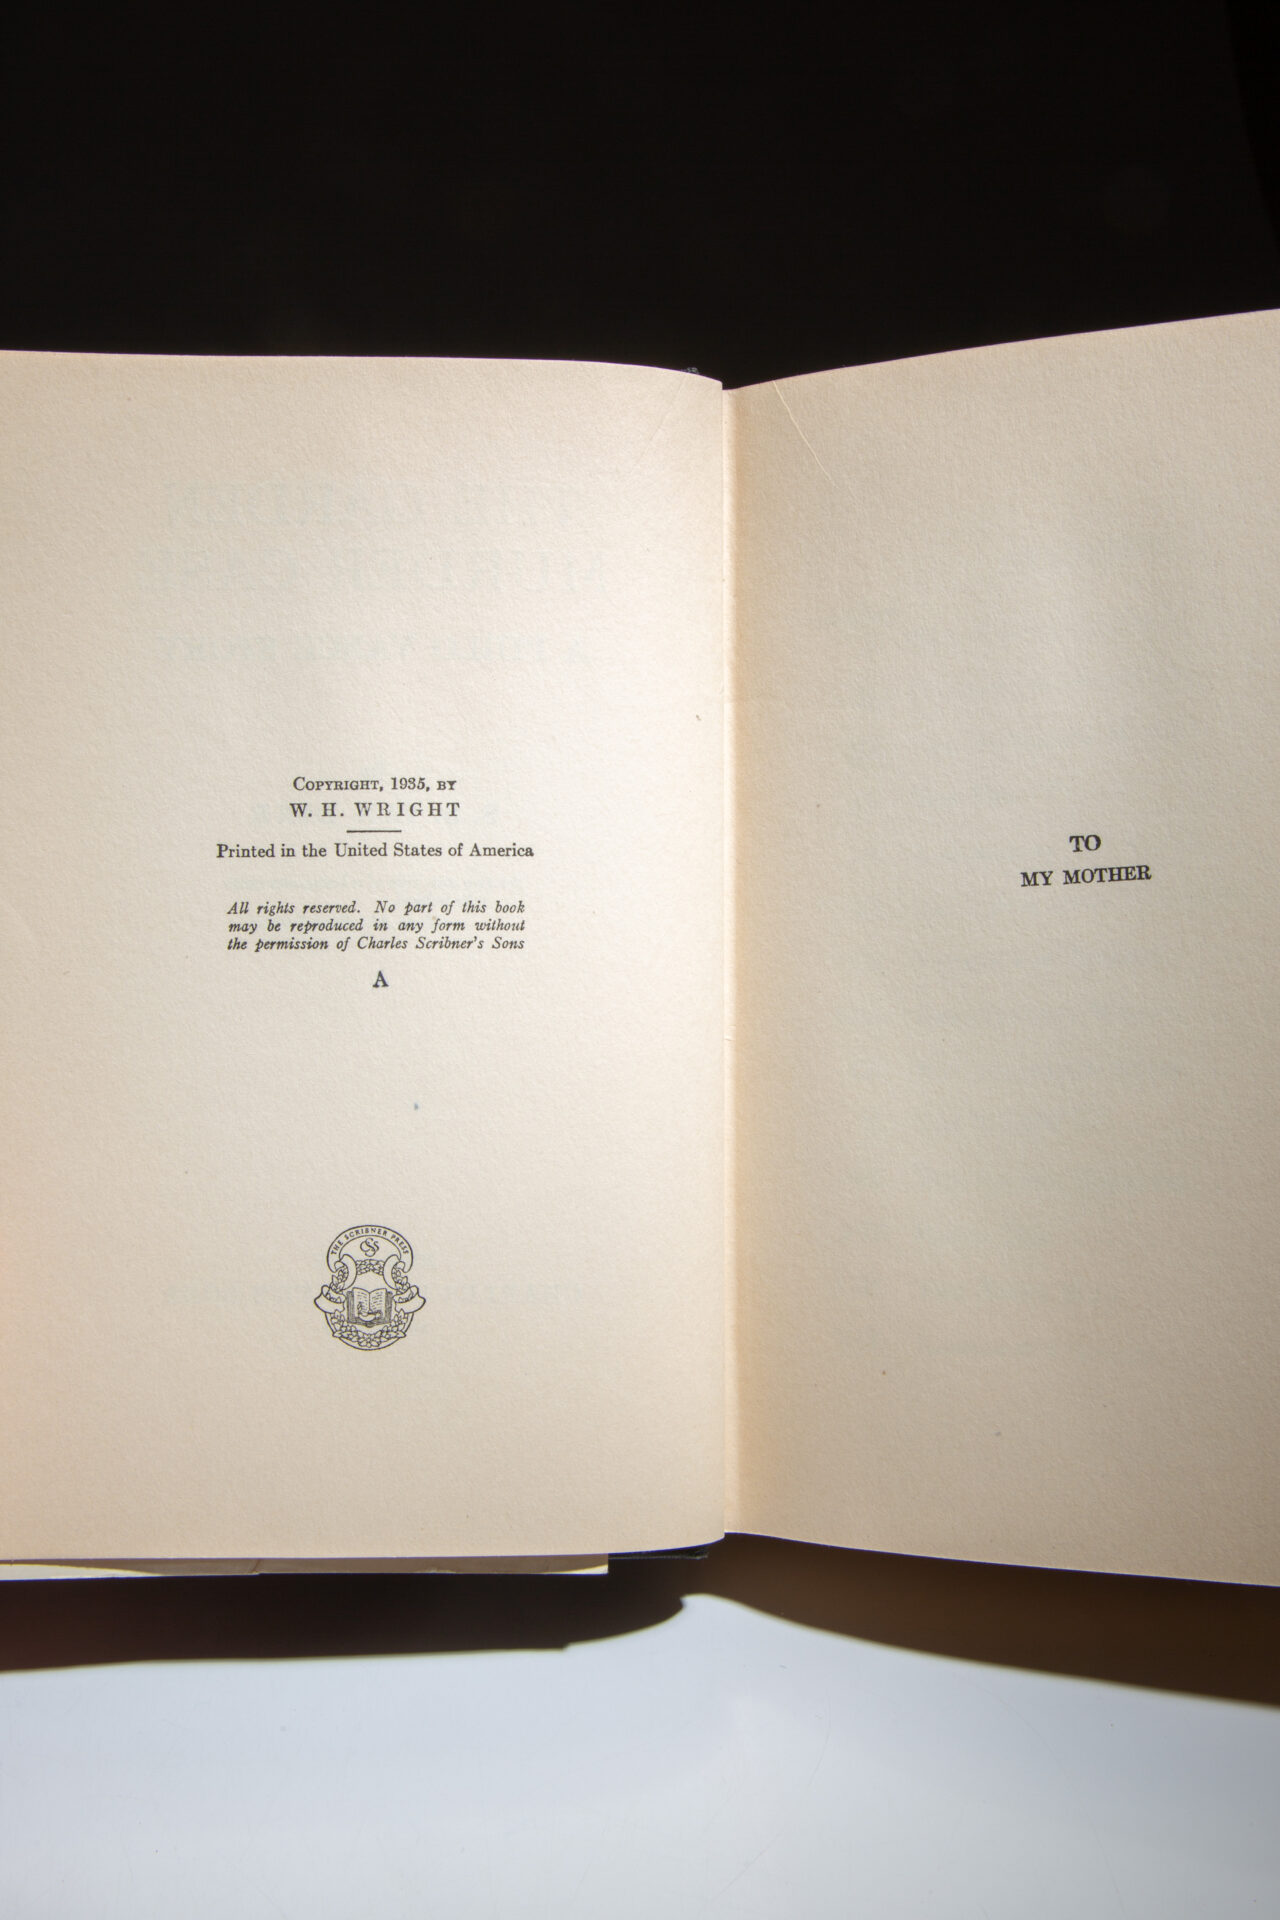 COPYRIGHT, 1935, BY
W. H. WRIGHT
Printed in the United States of America
All rights reserved. No part of this book
may be reproduced in any form without
the permission of Charles Scribner's Sons
A
THE SCRIBNER PRESS
CSS
TO
MY MOTHER